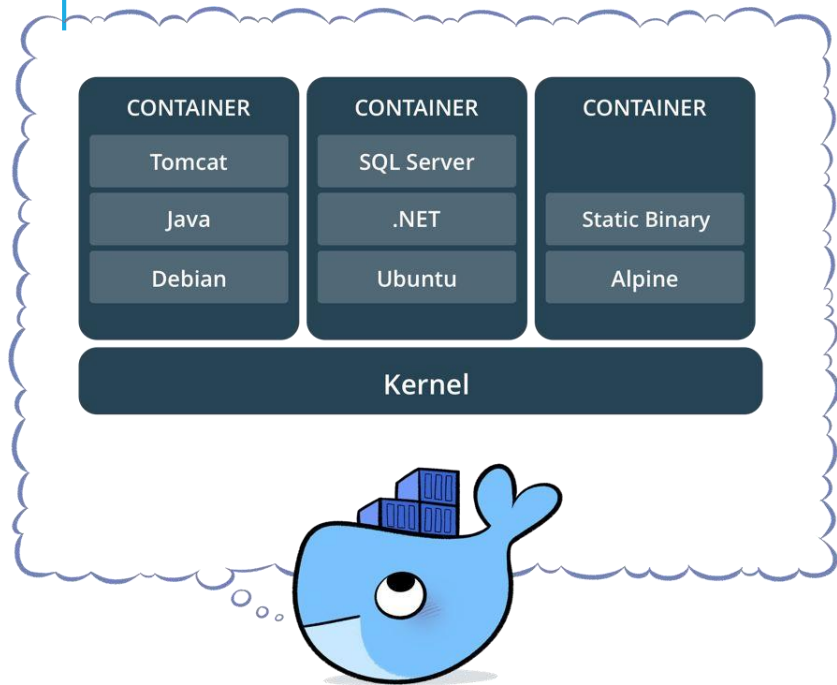 CONTAINER
Tomcat
Java
Debian
CONTAINER
SQL Server
.NET
Ubuntu
CONTAINER
Static Binary
Alpine
Kernel